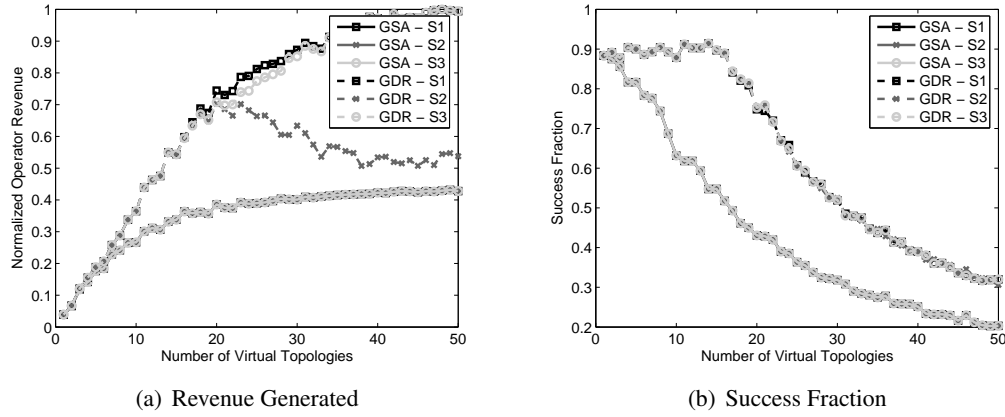 1
0.9
0.8
0.7
0.6
0.5
0.4
0.3
0.2
0.1
0
Normalized Operator Revenue
GSA – S1
GSA – S2
GSA – S3
GDR – S1
GDR – S2
GDR – S3
0 10 20 30 40 50
Number of Virtual Topologies
(a) Revenue Generated
1
0.9
0.8
0.7
0.6
0.5
0.4
0.3
0.2
Success Fraction
GSA – S1
GSA – S2
GSA – S3
GDR – S1
GDR – S2
GDR – S3
0 10 20 30 40 50
Number of Virtual Topologies
(b) Success Fraction